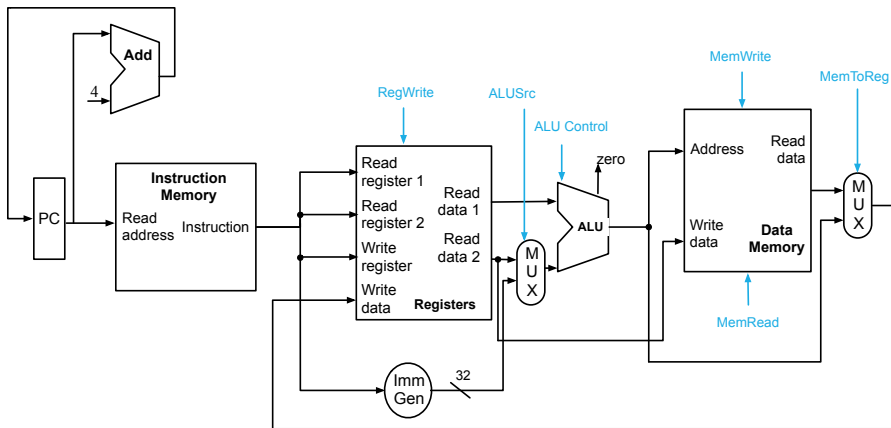 Add
4
PC
Instruction
Memory
Read
address
Instruction
RegWrite
Read
register 1
Read
register 2
Write
register
Write
data
Read
data 1
Read
data 2
Registers
Imm
Gen
32
ALUSrc
M
U
X
ALU Control
zero
ALU
MemWrite
Address
Read
data
Write
data
Data
Memory
MemRead
MemToReg
M
U
X